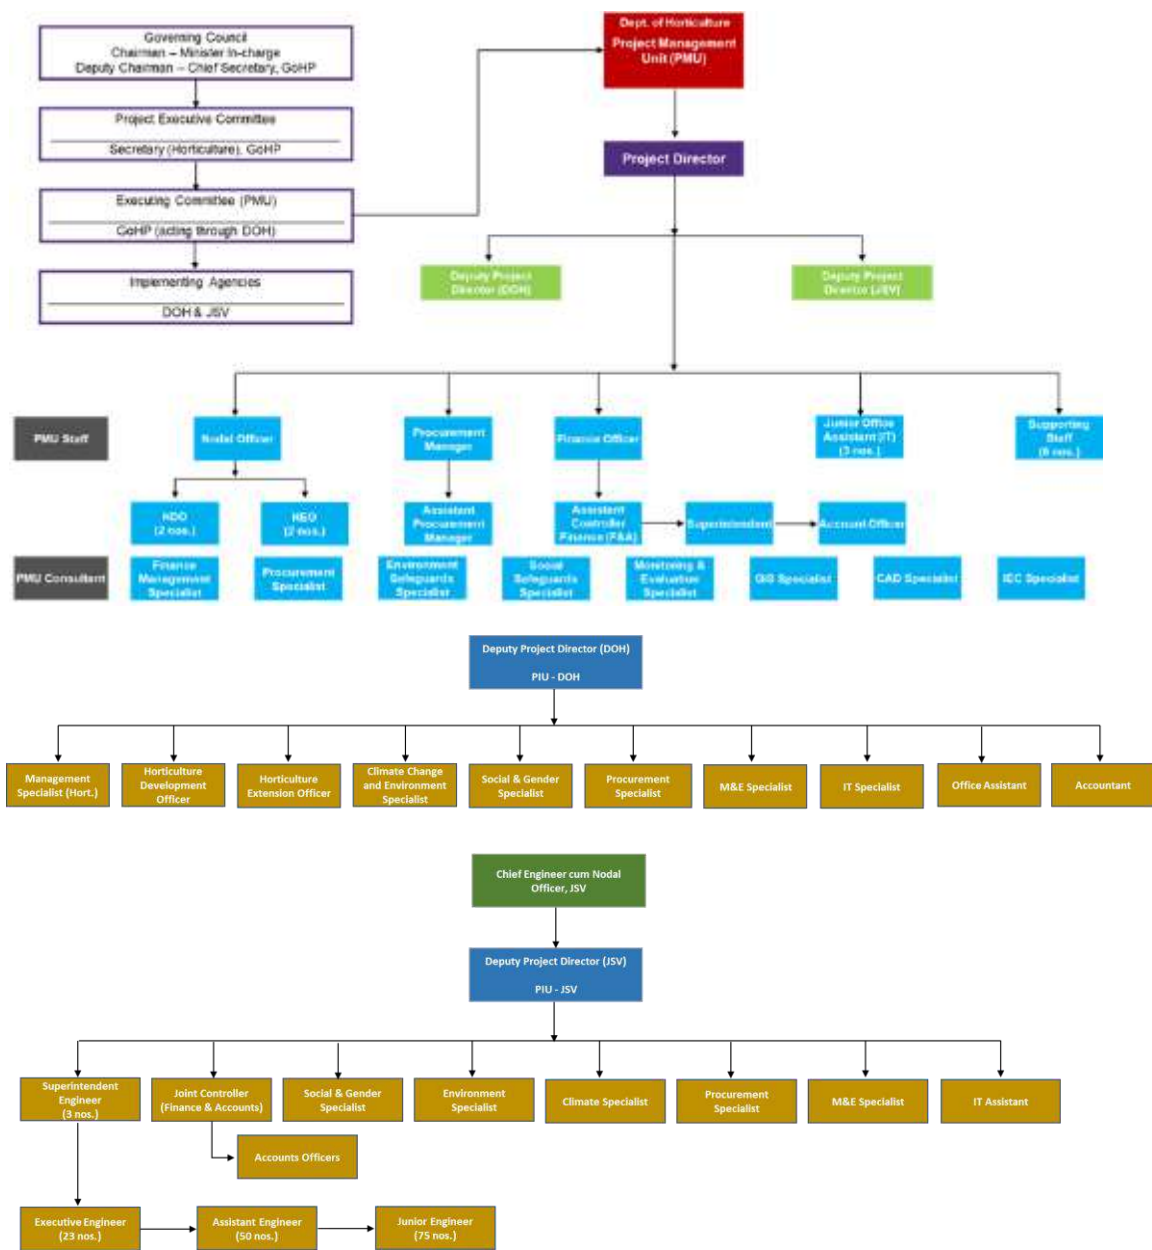 Governing Council
Chairman – Minister In-charge
Deputy Chairman – Chief Secretary, GoHP
Project Executive Committee
Secretary (Horticulture), GoHP
Executing Committee (PMU)
GoHP (acting through DOH)
Implementing Agencies
DOH & JSV
Dept. of Horticulture
Project Management
Unit (PMU)
Project Director
Deputy Project
Director (DOH)
Deputy Project
Director (JSV)
PMU Staff
Nodal Officer
Procurement
Manager
Finance Officer
Junior Office
Assistant (IT)
(3 nos.)
Supporting
Staff
(6 nos.)
HDO
(2 nos.)
HEO
(2 nos.)
Assistant
Procurement
Manager
Assistant
Controller
Finance (F&A)
Superintendent
Account Officer
PMU Consultant
Finance
Management
Specialist
Procurement
Specialist
Environment
Safeguards
Specialist
Social
Safeguards
Specialist
Monitoring &
Evaluation
Specialist
GIS Specialist
CAD Specialist
IEC Specialist
Deputy Project Director (DOH)
PIU - DOH
Management
Specialist (Hort.)
Horticulture
Development
Officer
Horticulture
Extension Officer
Climate Change
and Environment
Specialist
Social & Gender
Specialist
Procurement
Specialist
M&E Specialist
IT Specialist
Office Assistant
Accountant
Chief Engineer cum Nodal
Officer, JSV
Deputy Project Director (JSV)
PIU - JSV
Superintendent
Engineer
(3 nos.)
Joint Controller
(Finance & Accounts)
Social & Gender
Specialist
Environment
Specialist
Climate Specialist
Procurement
Specialist
M&E Specialist
IT Assistant
Accounts Officers
Executive Engineer
(23 nos.)
Assistant Engineer
(50 nos.)
Junior Engineer
(75 nos.)